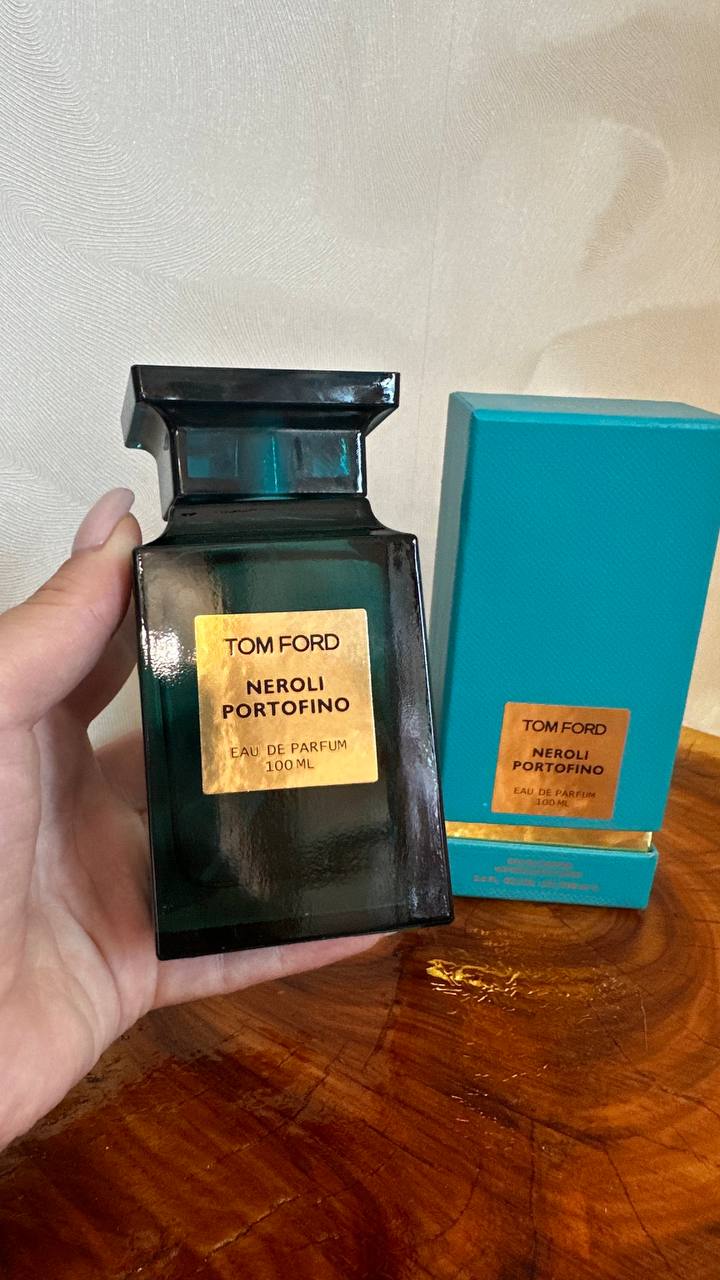 TOM FORD
NEROLI
PORTOFINO
EAU DE PARFUM
100 ML
TOM FORD
NEROLI
PORTOFINO
EAU DE PARFUM
100 ML